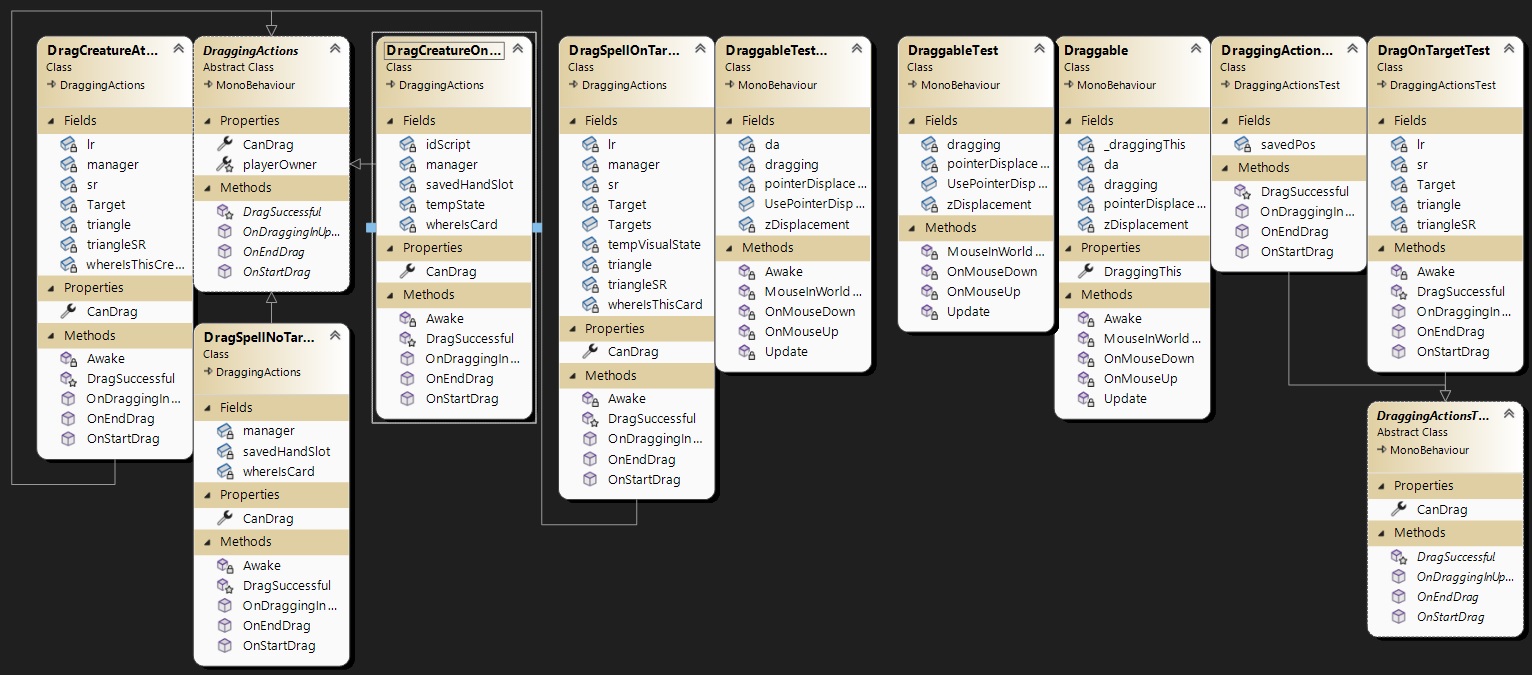 DragCreatureAt...
Class
DraggingActions
Fields
lr
manager
sr
Target
triangle
triangleSR
whereIsThisCre...
Properties
CanDrag
Methods
Awake
DragSuccessful
OnDraggingIn...
OnEndDrag
OnStartDrag
DraggingActions
Abstract Class
MonoBehaviour
Properties
CanDrag
playerOwner
Methods
DragSuccessful
OnDraggingInUp...
OnEndDrag
OnStartDrag
DragSpellNoTar...
Class
DraggingActions
Fields
manager
savedHandSlot
whereIsCard
Properties
CanDrag
Methods
Awake
DragSuccessful
OnDraggingIn...
OnEndDrag
OnStartDrag
DragCreatureOn...
Class
DraggingActions
Fields
idScript
manager
savedHandSlot
tempState
whereIsCard
Properties
CanDrag
Methods
Awake
DragSuccessful
OnDraggingIn...
OnEndDrag
OnStartDrag
DragSpellOnTar...
Class
DraggingActions
Fields
lr
manager
sr
Target
Targets
tempVisualState
triangle
triangleSR
whereIsThisCard
Properties
CanDrag
Methods
Awake
DragSuccessful
OnDraggingIn...
OnEndDrag
OnStartDrag
DraggableTest...
Class
MonoBehaviour
Fields
da
dragging
pointerDisplace...
UsePointerDisp...
zDisplacement
Methods
Awake
MouseInWorld...
OnMouseDown
OnMouseUp
Update
DraggableTest
Class
MonoBehaviour
Fields
dragging
pointerDisplace...
UsePointerDisp...
zDisplacement
Methods
MouseInWorld...
OnMouseDown
OnMouseUp
Update
Draggable
Class
MonoBehaviour
Fields
_draggingThis
da
dragging
pointerDisplace...
zDisplacement
Properties
DraggingThis
Methods
Awake
MouseInWorld...
OnMouseDown
OnMouseUp
Update
DraggingAction...
Class
DraggingActionsTest
Fields
savedPos
Methods
DragSuccessful
OnDraggingIn...
OnEndDrag
OnStartDrag
DragOnTargetTest
Class
DraggingActionsTest
Fields
lr
sr
Target
triangle
triangleSR
Methods
Awake
DragSuccessful
OnDraggingIn...
OnEndDrag
OnStartDrag
DraggingActionsT...
Abstract Class
MonoBehaviour
Properties
CanDrag
Methods
DragSuccessful
OnDraggingInUp...
OnEndDrag
OnStartDrag